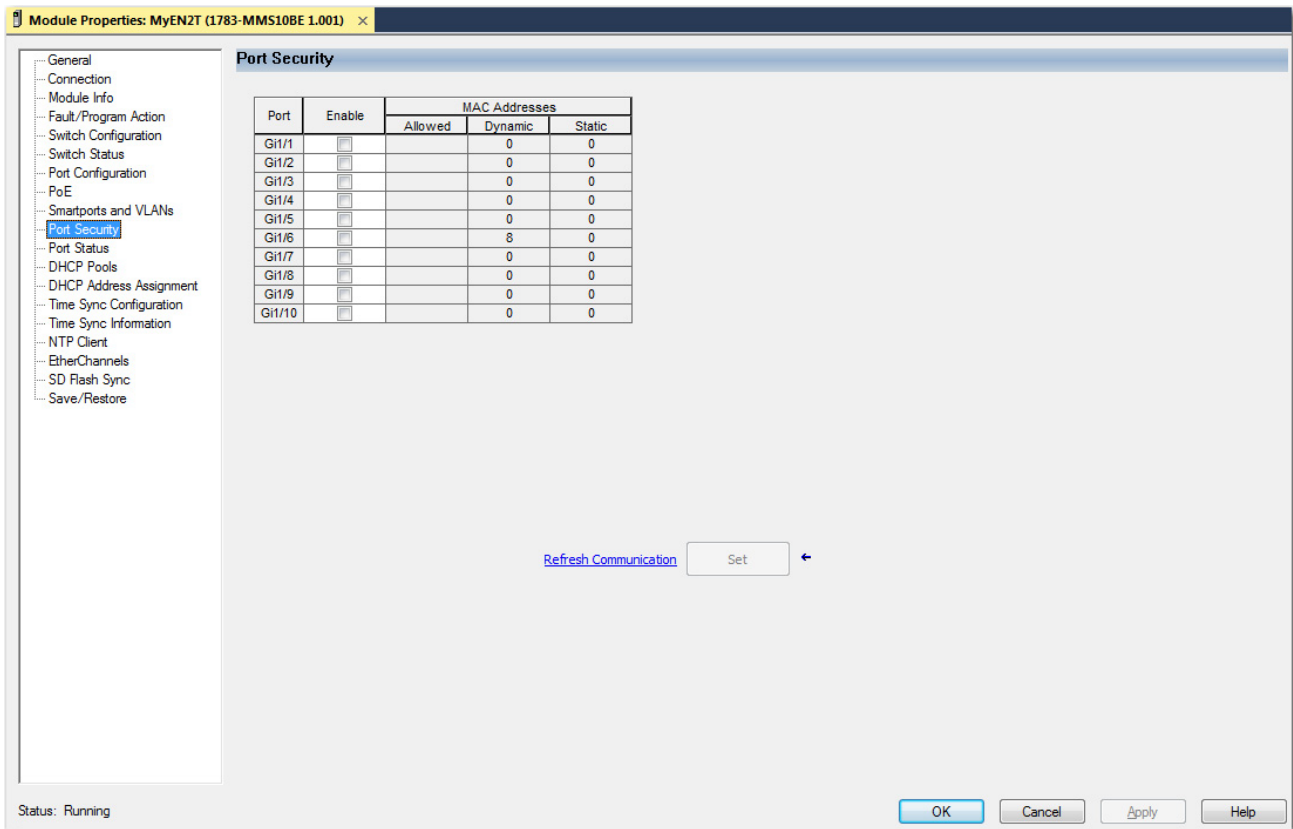 Module Properties: MyEN2T (1783-MMS10BE 1.001) ×
General
Connection
Module Info
Fault/Program Action
Switch Configuration
Switch Status
Port Configuration
PoE
Smartports and VLANs
Port Security
Port Status
DHCP Pools
DHCP Address Assignment
Time Sync Configuration
Time Sync Information
NTP Client
EtherChannels
SD Flash Sync
Save/Restore
Port Security
Port Enable MAC Addresses
Allowed Dynamic Static
Gi1/1 0 0
Gi1/2 0 0
Gi1/3 0 0
Gi1/4 0 0
Gi1/5 0 0
Gi1/6 8 0
Gi1/7 0 0
Gi1/8 0 0
Gi1/9 0 0
Gi1/10 0 0
Refresh Communication Set ←
Status: Running OK Cancel Apply Help